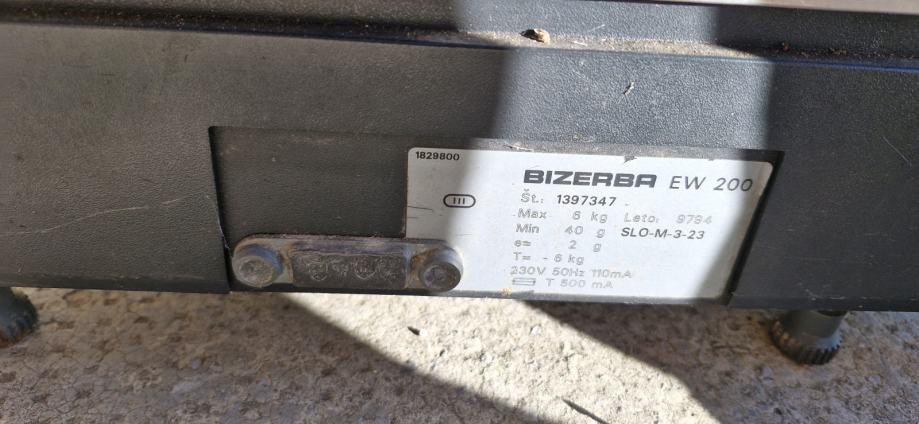 1829800
BIZERBA EW 200
III
Št.: 1397347
Max 6 kg Leto: 9794
Min 40 g SLO-M-3-23
e= 2 g
T= - 6 kg
230V 50Hz 110mA
T 500 mA